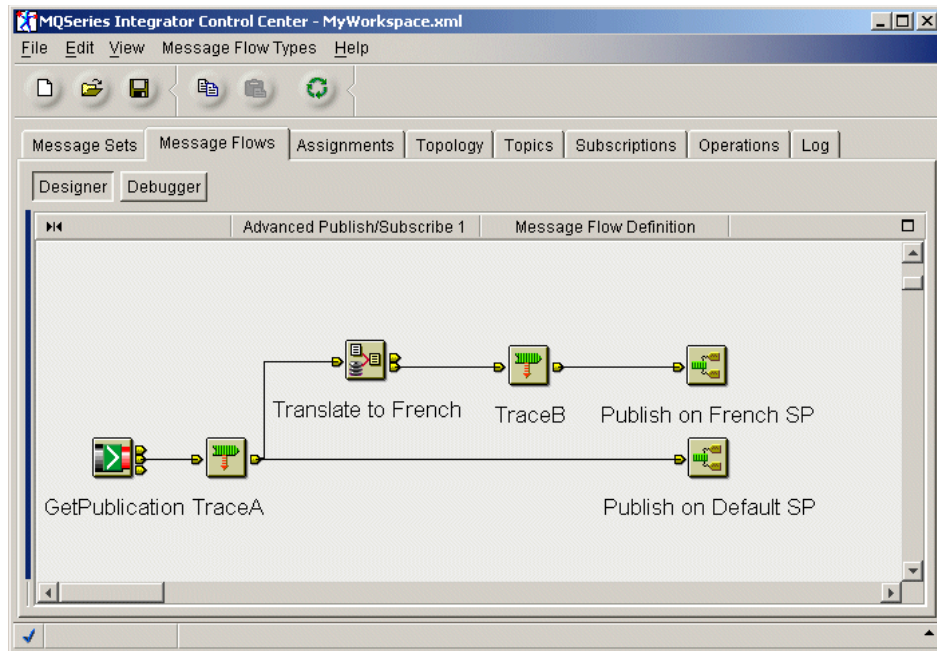 MQSeries Integrator Control Center - MyWorkspace.xml
File Edit View Message Flow Types Help
Message Sets Message Flows Assignments Topology Topics Subscriptions Operations Log
Designer Debugger
Advanced Publish/Subscribe 1 Message Flow Definition
Translate to French TraceB Publish on French SP
GetPublication TraceA Publish on Default SP